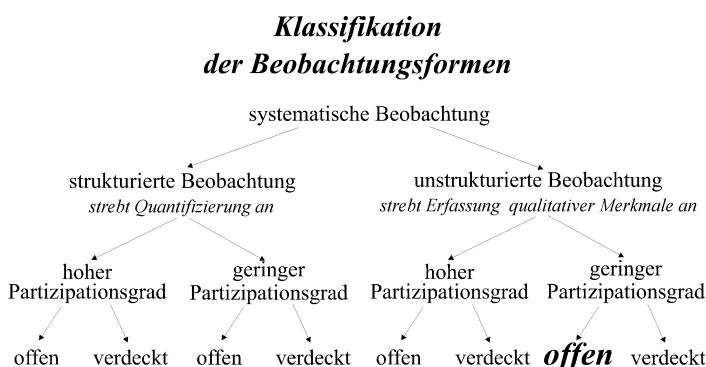 Klassifikation
der Beobachtungsformen
systematische Beobachtung
strukturierte Beobachtung
strebt Quantifizierung an
unstrukturierte Beobachtung
strebt Erfassung qualitativer Merkmale an
hoher
Partizipationsgrad
geringer
Partizipationsgrad
hoher
Partizipationsgrad
geringer
Partizipationsgrad
offen verdeckt offen verdeckt offen verdeckt offen verdeckt